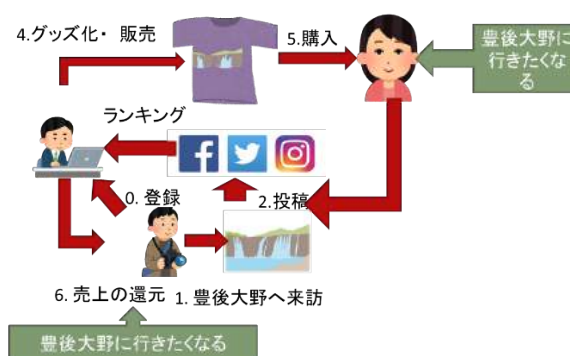 4.グッズ化・ 販売
5.購入
豊後大野に
行きたくな
る
ランキング
0. 登録
2.投稿
6. 売上の還元
1. 豊後大野へ来訪
豊後大野に行きたくなる